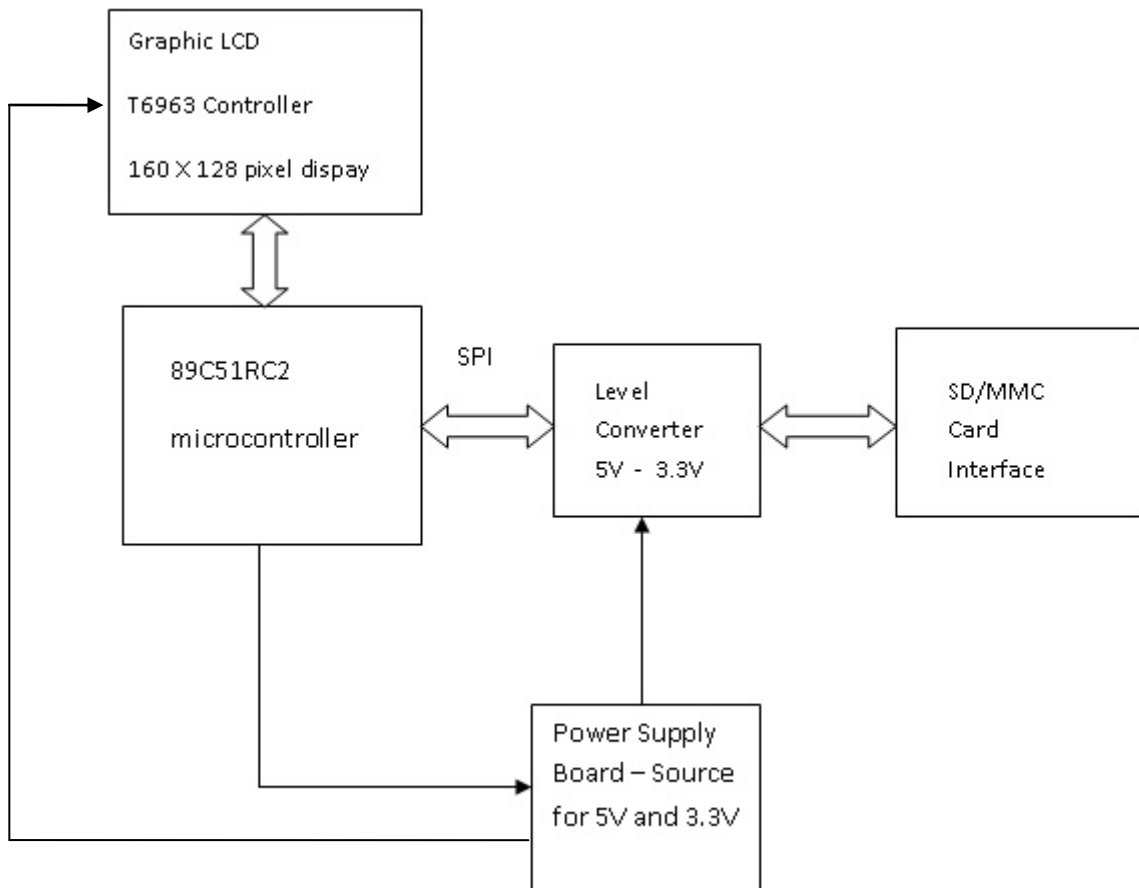 Graphic LCD
T6963 Controller
160 X 128 pixel dispay
89C51RC2
microcontroller
SPI
Level
Converter
5V - 3.3V
SD/MMC
Card
Interface
Power Supply
Board – Source
for 5V and 3.3V